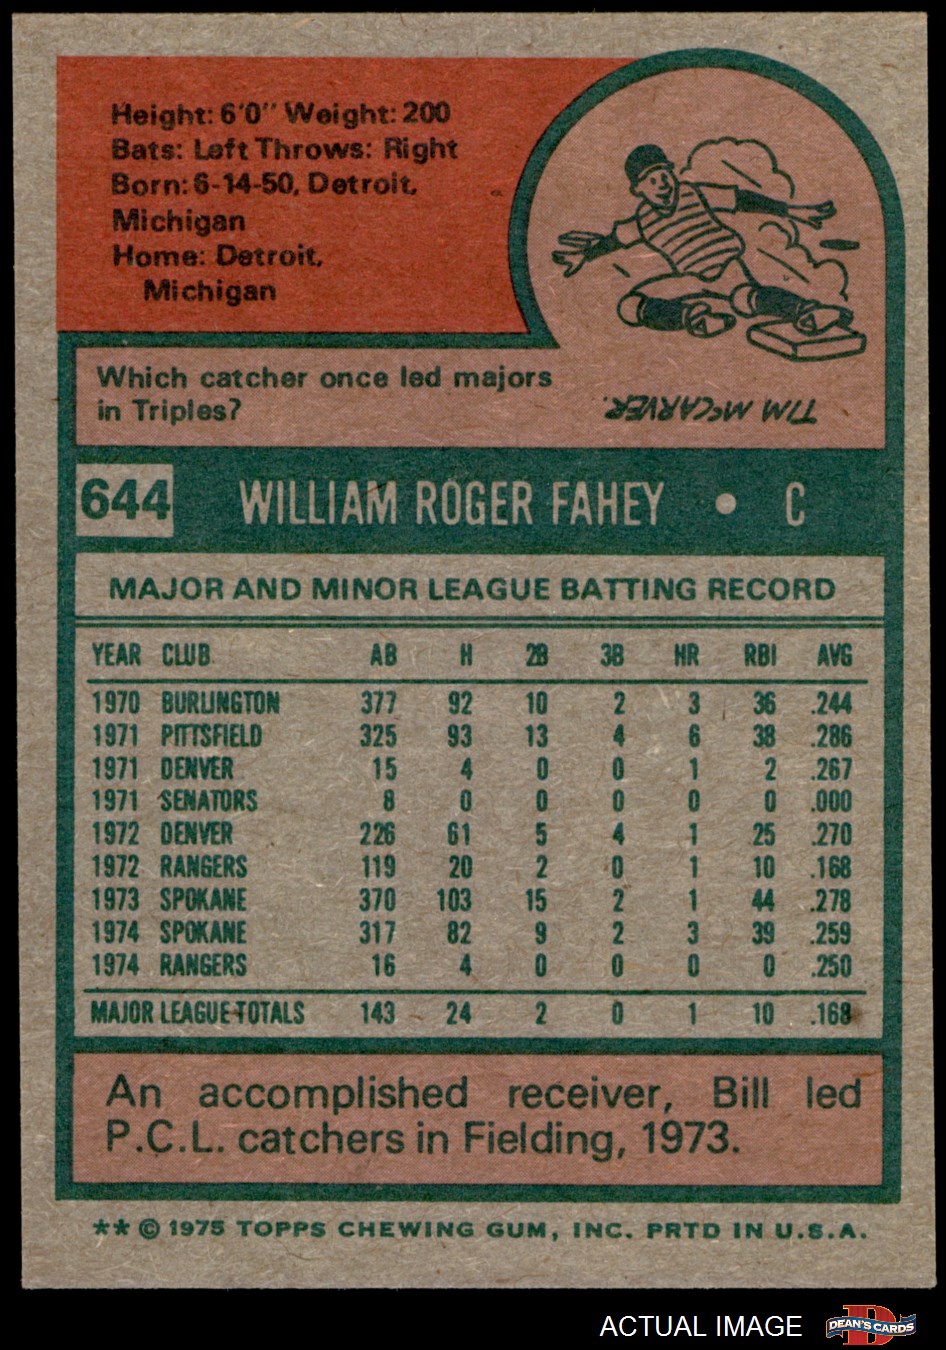 Height: 6'0" Weight: 200
Bats: Left Throws: Right
Born: 6-14-50, Detroit,
Michigan
Home: Detroit,
Michigan
Which catcher once led majors
in Triples?
TIM McCARVER.
644 WILLIAM ROGER FAHEY • C
MAJOR AND MINOR LEAGUE BATTING RECORD
YEAR CLUB AB H 2B 3B HR RBI AVG
1970 BURLINGTON 377 92 10 2 3 36 .244
1971 PITTSFIELD 325 93 13 4 6 38 .286
1971 DENVER 15 4 0 0 1 2 .267
1971 SENATORS 8 0 0 0 0 0 .000
1972 DENVER 226 61 5 4 1 25 .270
1972 RANGERS 119 20 2 0 1 10 .168
1973 SPOKANE 370 103 15 2 1 44 .278
1974 SPOKANE 317 82 9 2 3 39 .259
1974 RANGERS 16 4 0 0 0 0 .250
MAJOR LEAGUE TOTALS 143 24 2 0 1 10 .168
An accomplished receiver, Bill led
P.C.L. catchers in Fielding, 1973.
** © 1975 TOPPS CHEWING GUM, INC. PRTD IN U.S.A.
ACTUAL IMAGE
D
DEAN'S CARDS